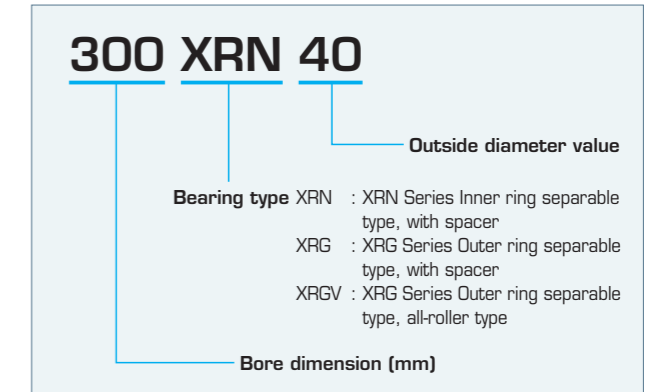 300 XRN 40
Outside diameter value
Bearing type XRN : XRN Series Inner ring separable
type, with spacer
XRG : XRG Series Outer ring separable
type, with spacer
XRGV : XRG Series Outer ring separable
type, all-roller type
Bore dimension (mm)